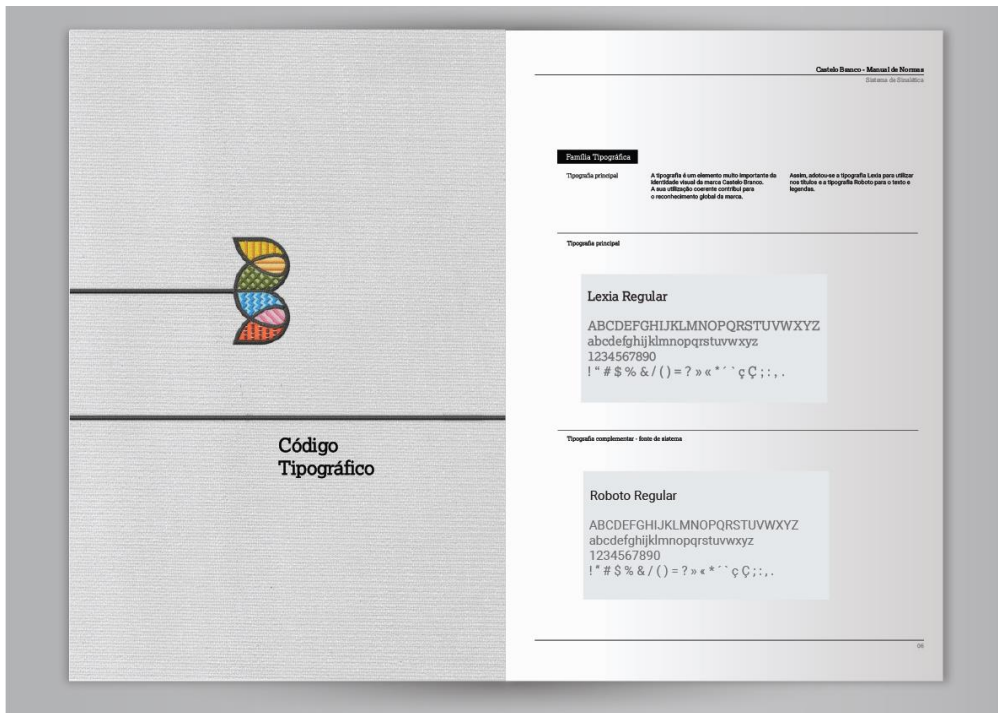 Código
Tipográfico
Castelo Branco - Manual de Normas
Sistema de Sinalética
Família Tipográfica
Tipografia principal
A tipografia é um elemento muito importante da
identidade visual da marca Castelo Branco.
A sua utilização coerente contribui para
o reconhecimento global da marca.
Assim, adotou-se a tipografia Lexia para utilizar
nos títulos e a tipografia Roboto para o texto e
legendas.
Tipografia principal
Lexia Regular
ABCDEFGHIJKLMNOPQRSTUVWXYZ
abcdefghijklmnopqrstuvwxyz
1234567890
! “ # $ % & / ( ) = ? » « * ´ ` ç Ç ; : , .
Tipografia complementar - fonte de sistema
Roboto Regular
ABCDEFGHIJKLMNOPQRSTUVWXYZ
abcdefghijklmnopqrstuvwxyz
1234567890
! " # $ % & / ( ) = ? » « * ´ ` ç Ç ; : , .